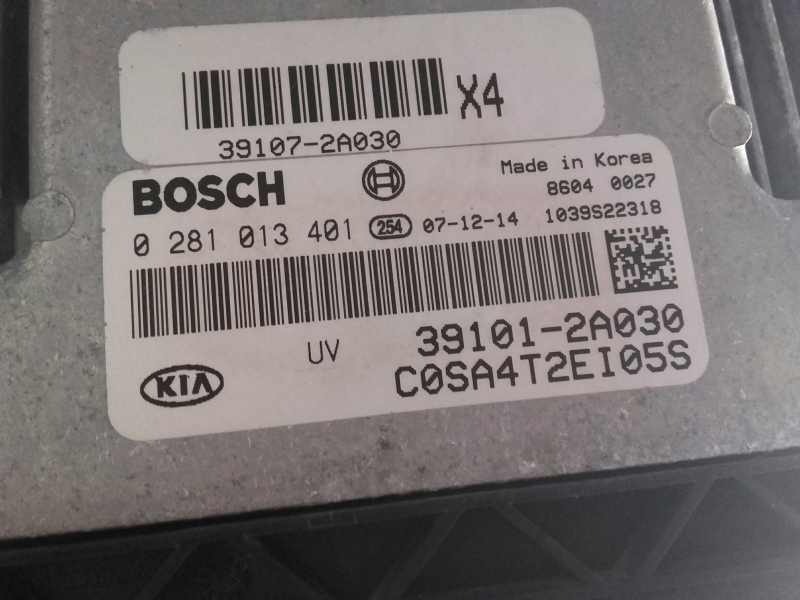 X4
39107-2A030
BOSCH
Made in Korea
8604 0027
0 281 013 401 254 07-12-14 1039S22318
UV
39101-2A030
KIA
C0SA4T2EI05S